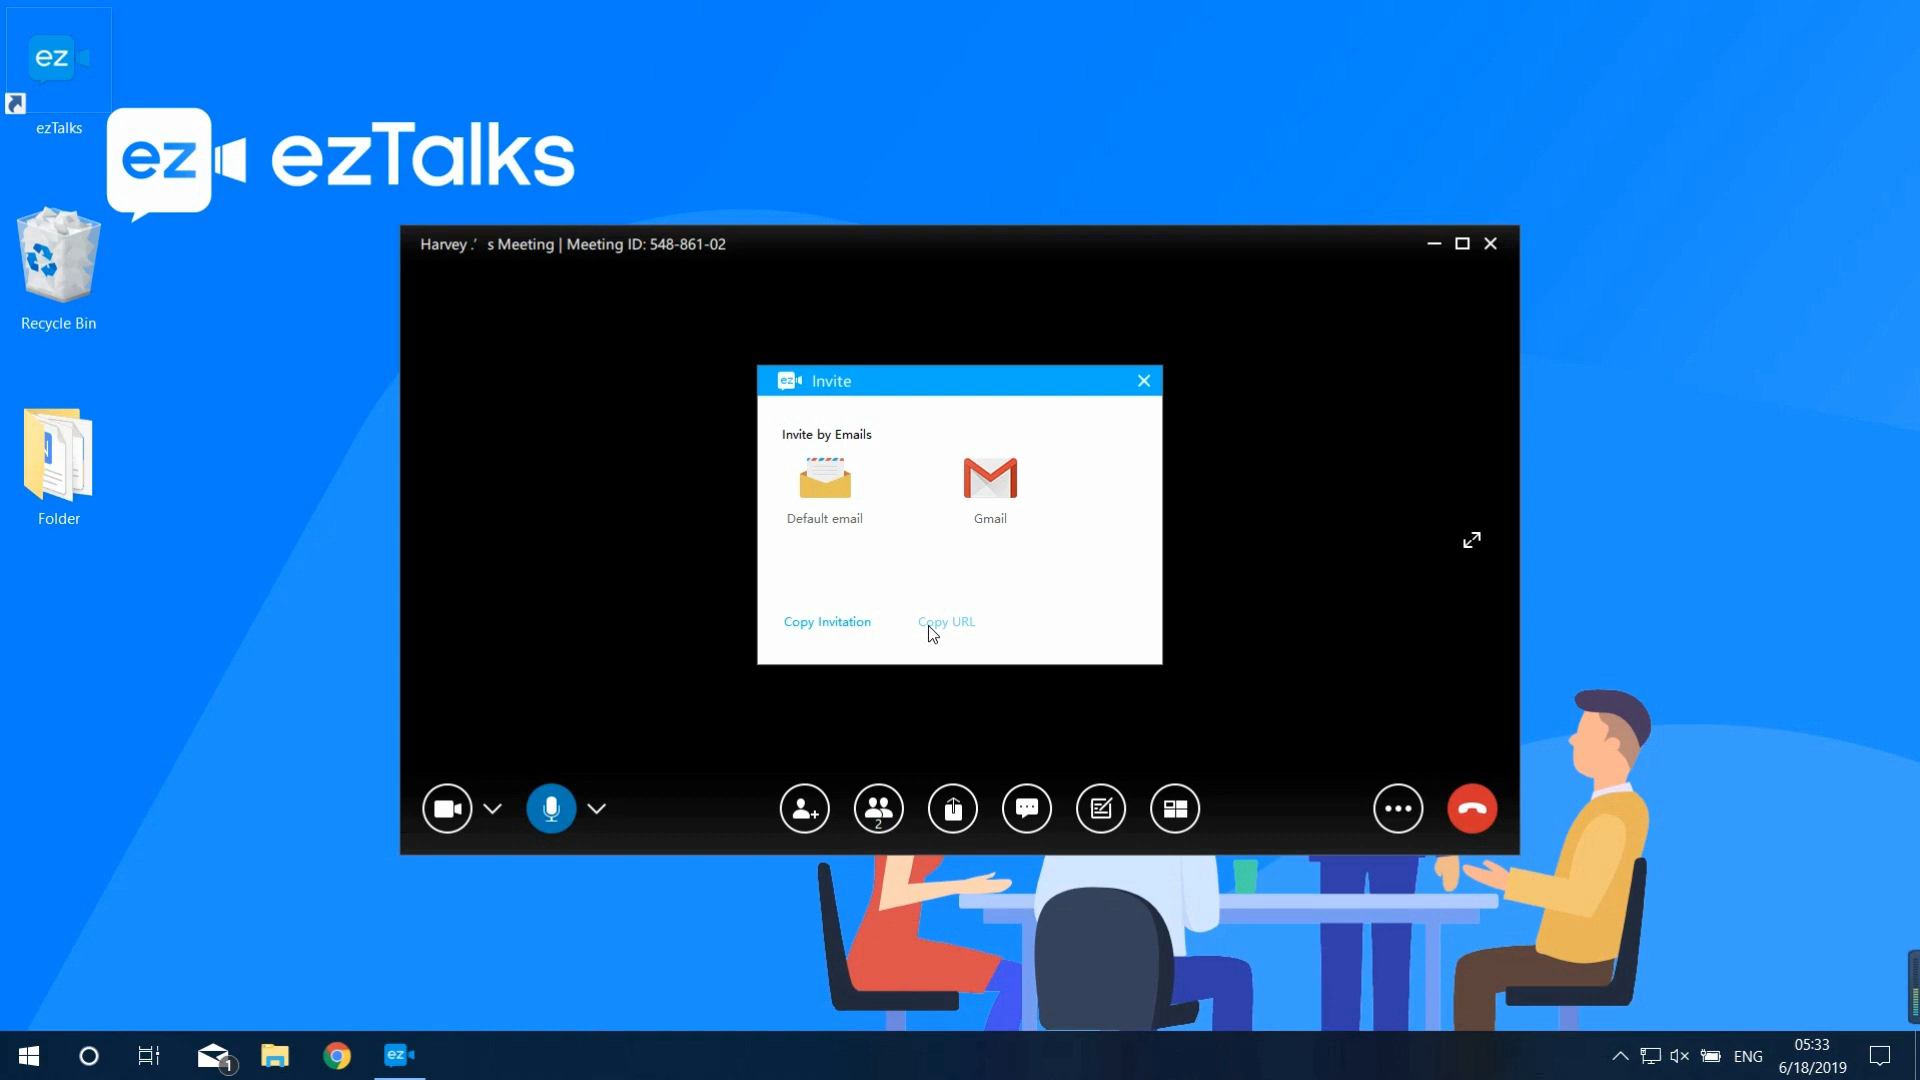 ez
ezTalks
ez ezTalks
Recycle Bin
Folder
Harvey .’ s Meeting | Meeting ID: 548-861-02
ez Invite
Invite by Emails
Default email
Gmail
Copy Invitation
Copy URL
2
1
ez
ENG
05:33
6/18/2019